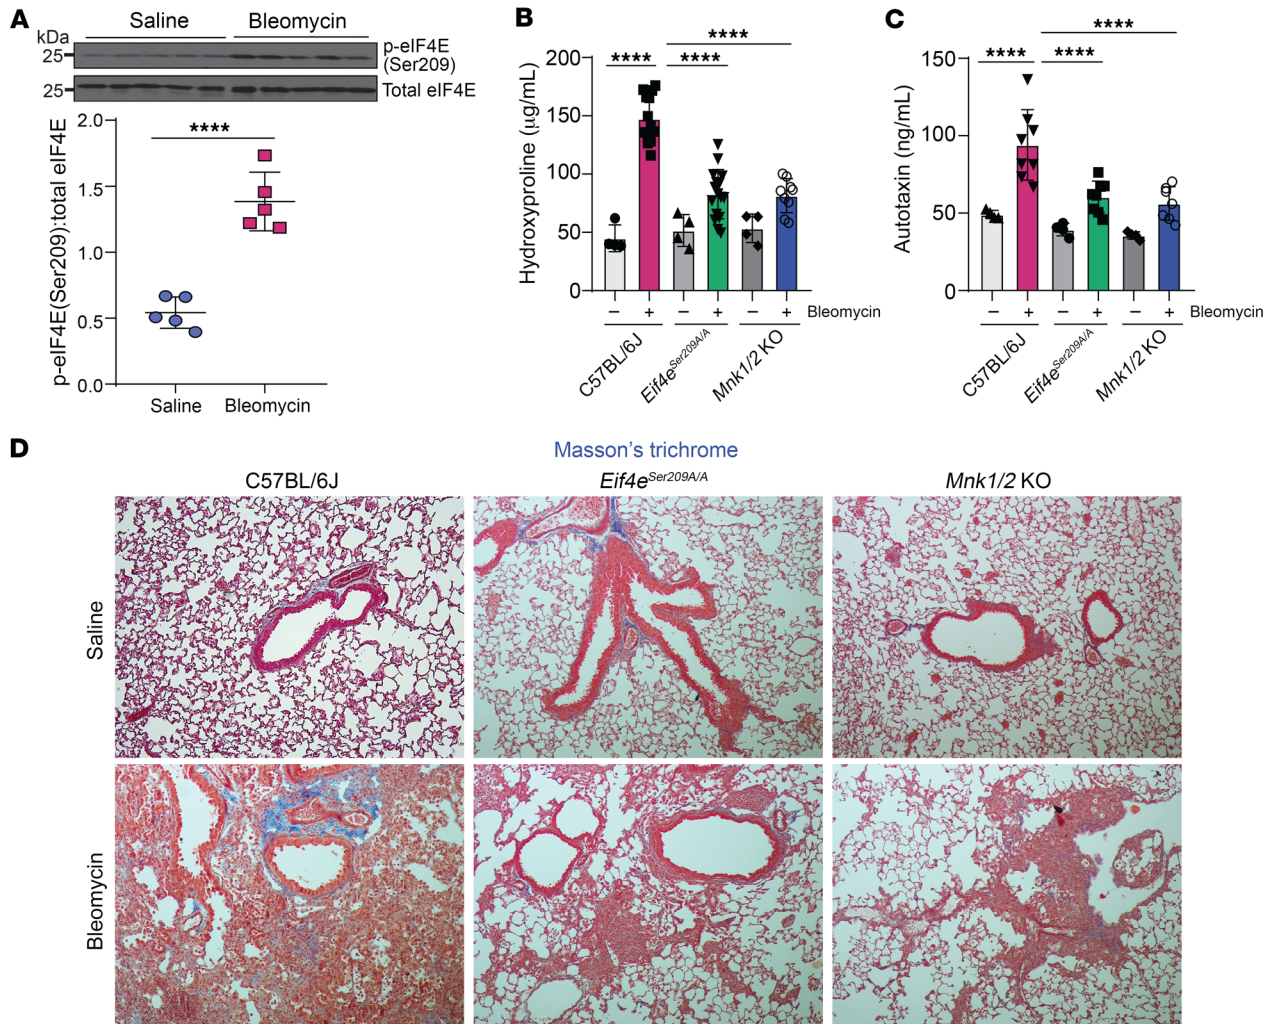 A
Saline
Bleomycin
kDa
25
p-eIF4E
(Ser209)
25
Total eIF4E
p-eIF4E(Ser209):total eIF4E
2.0
1.5
1.0
0.5
0.0
****
Saline
Bleomycin
B
Hydroxyproline (µg/mL)
200
150
100
50
0
****
****
****
− + − + − + Bleomycin
C57BL/6J
Eif4eSer209A/A
Mnk1/2 KO
C
Autotaxin (ng/mL)
150
100
50
0
****
****
****
− + − + − + Bleomycin
C57BL/6J
Eif4eSer209A/A
Mnk1/2 KO
D
Masson’s trichrome
C57BL/6J
Eif4eSer209A/A
Mnk1/2 KO
Saline
Bleomycin